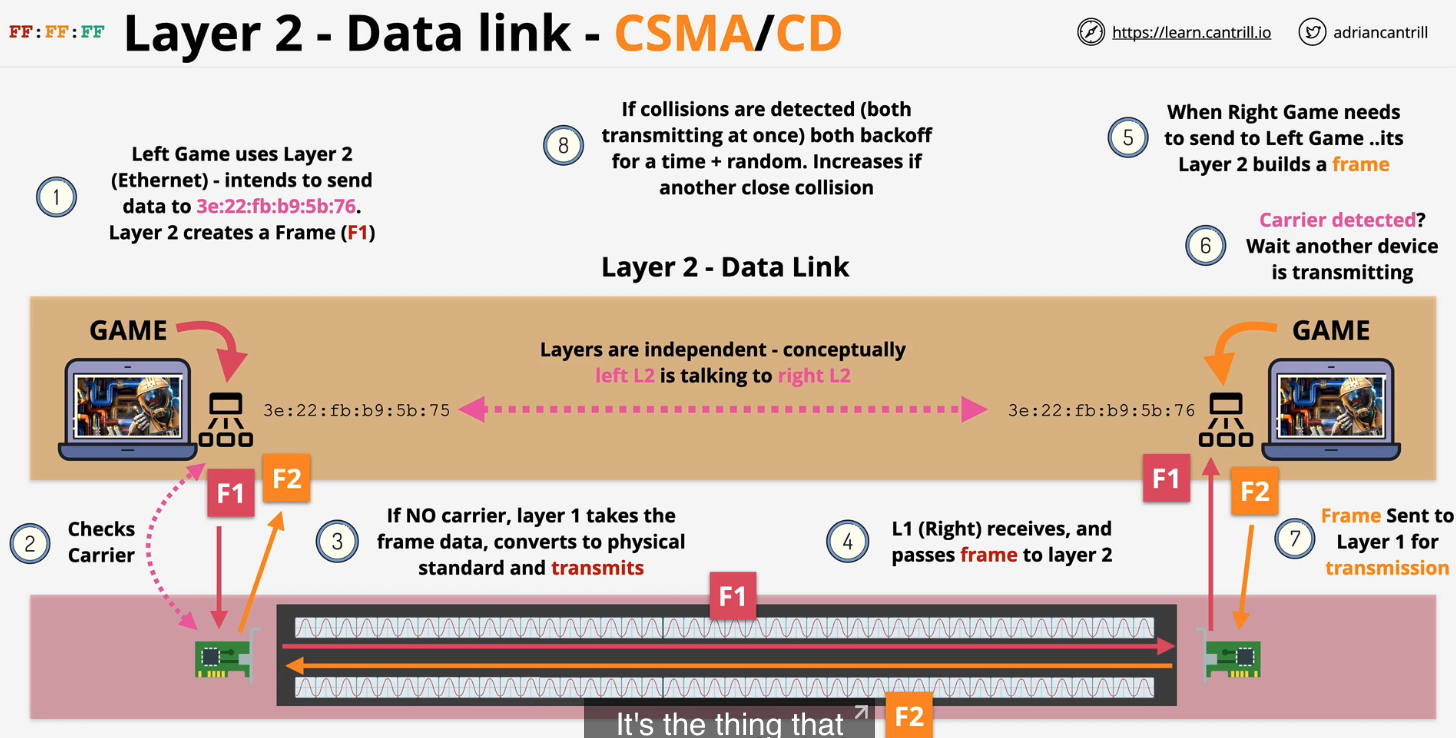 FF:FF:FF
Layer 2 - Data link - CSMA/CD
https://learn.cantrill.io
adriancantrill
1
Left Game uses Layer 2
(Ethernet) - intends to send
data to 3e:22:fb:b9:5b:76.
Layer 2 creates a Frame (F1)
8
If collisions are detected (both
transmitting at once) both backoff
for a time + random. Increases if
another close collision
5
When Right Game needs
to send to Left Game ..its
Layer 2 builds a frame
6
Carrier detected?
Wait another device
is transmitting
Layer 2 - Data Link
GAME
Layers are independent - conceptually
left L2 is talking to right L2
GAME
3e:22:fb:b9:5b:75
3e:22:fb:b9:5b:76
F1
F2
F1
F2
2
Checks
Carrier
3
If NO carrier, layer 1 takes the
frame data, converts to physical
standard and transmits
4
L1 (Right) receives, and
passes frame to layer 2
7
Frame Sent to
Layer 1 for
transmission
F1
F2
It's the thing that